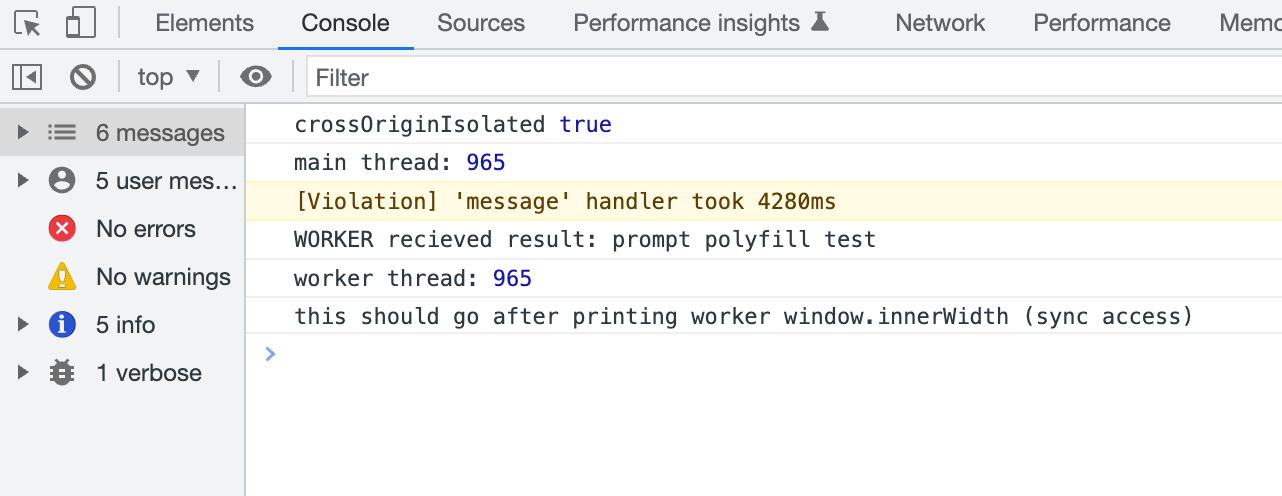 Elements Console Sources Performance insights Network Performance Memo
top Filter
6 messages
5 user mes…
No errors
No warnings
5 info
1 verbose
crossOriginIsolated true
main thread: 965
[Violation] 'message' handler took 4280ms
WORKER recieved result: prompt polyfill test
worker thread: 965
this should go after printing worker window.innerWidth (sync access)